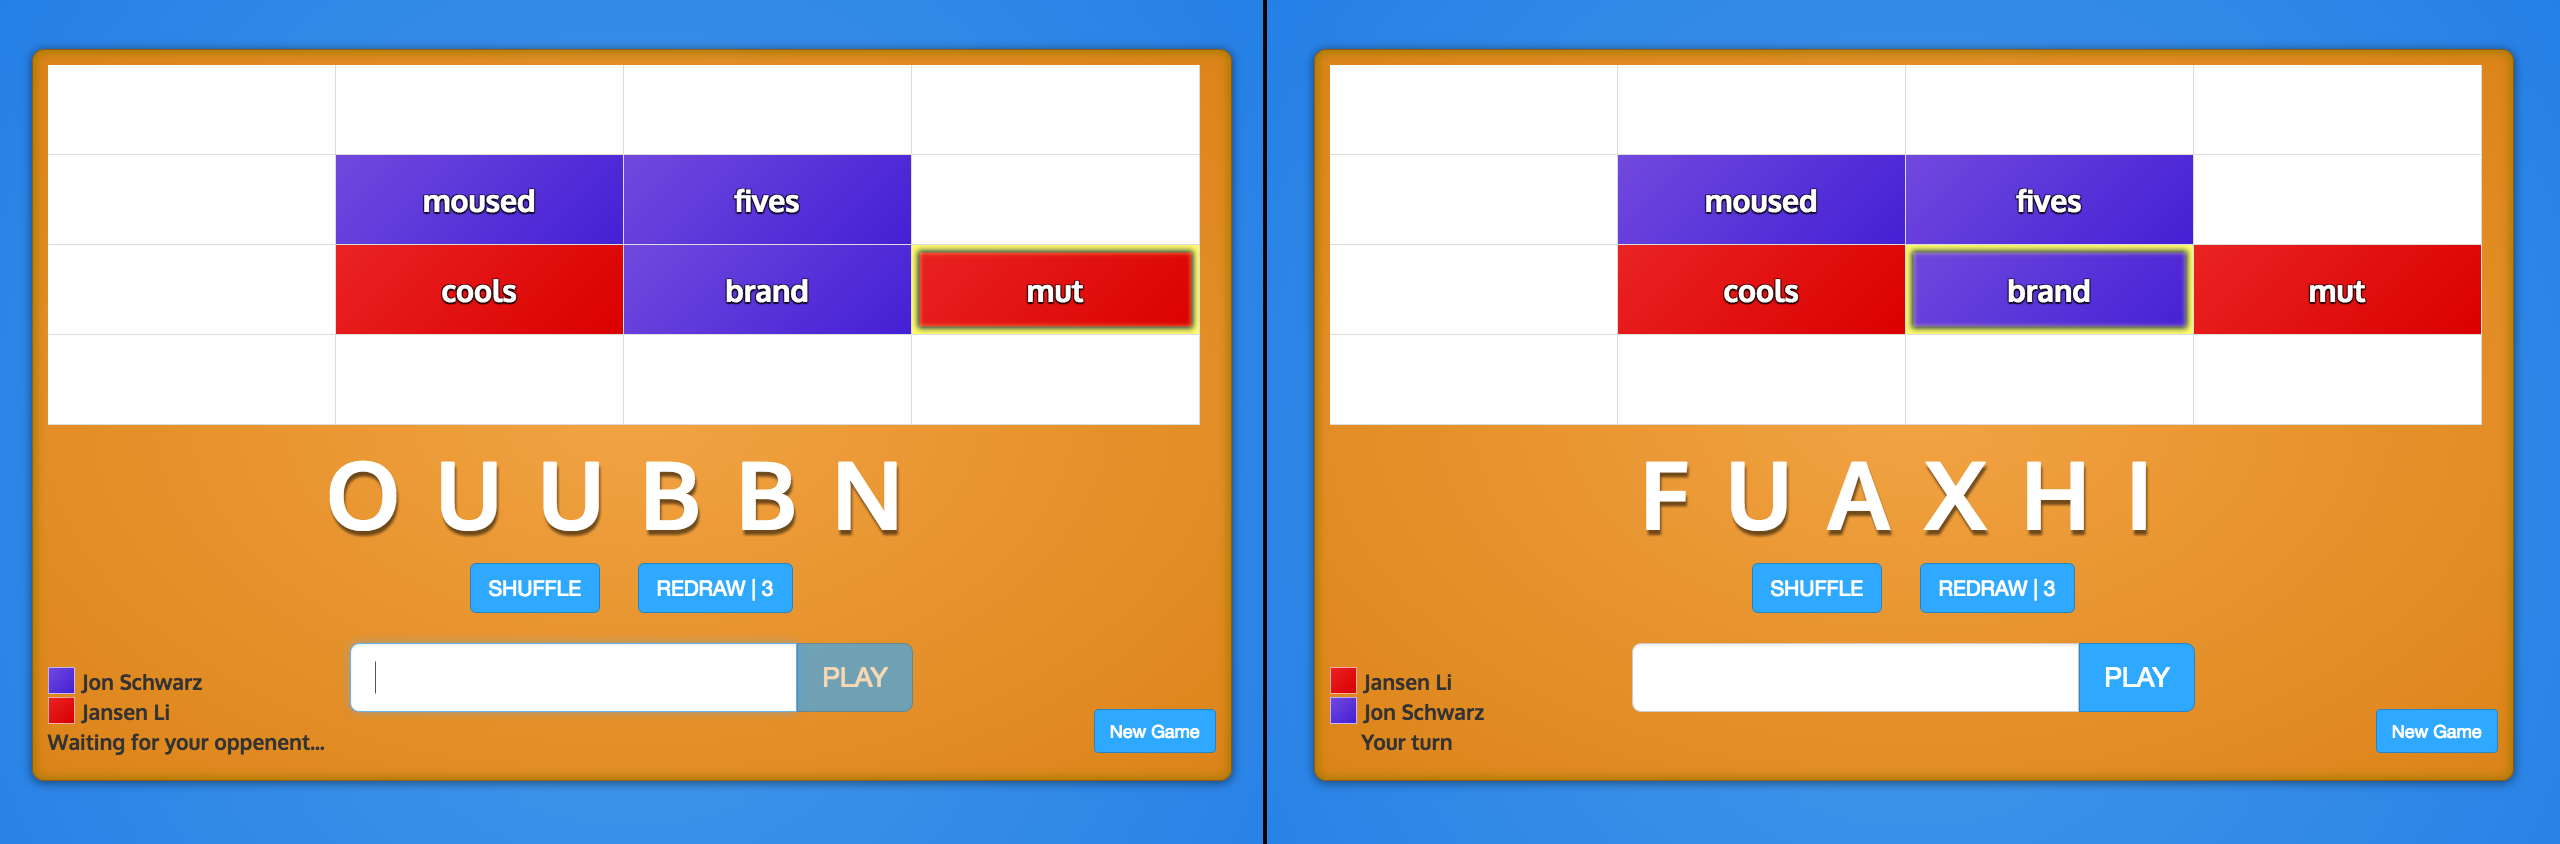 moused fives
cools brand mut
O U U B B N
SHUFFLE REDRAW | 3
PLAY
Jon Schwarz
Jansen Li
Waiting for your oppenent...
New Game
moused fives
cools brand mut
F U A X H I
SHUFFLE REDRAW | 3
PLAY
Jansen Li
Jon Schwarz
Your turn
New Game